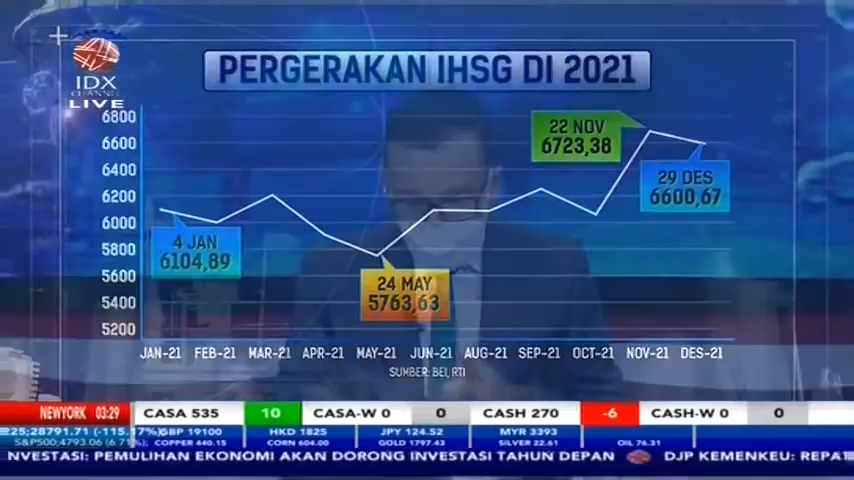 IDX
CHANNEL
LIVE
PERGERAKAN IHSG DI 2021
6800
6600
6400
6200
6000
5800
5600
5400
5200
4 JAN
6104,89
24 MAY
5763,63
22 NOV
6723,38
29 DES
6600,67
JAN-21 FEB-21 MAR-21 APR-21 MAY-21 JUN-21 AUG-21 SEP-21 OCT-21 NOV-21 DES-21
SUMBER: BEI, RTI
NEWYORK 03:29 CASA 535 10 CASA-W 0 0 CASH 270 -6 CASH-W 0 0
GBP 19100 HKD 1825 JPY 124.52 MYR 3393
S&P500;4793.06 COPPER 440.15 CORN 604.00 GOLD 1797.43 SILVER 22.61 OIL 76.31
NVESTASI: PEMULIHAN EKONOMI AKAN DORONG INVESTASI TAHUN DEPAN DJP KEMENKEU: REPAT